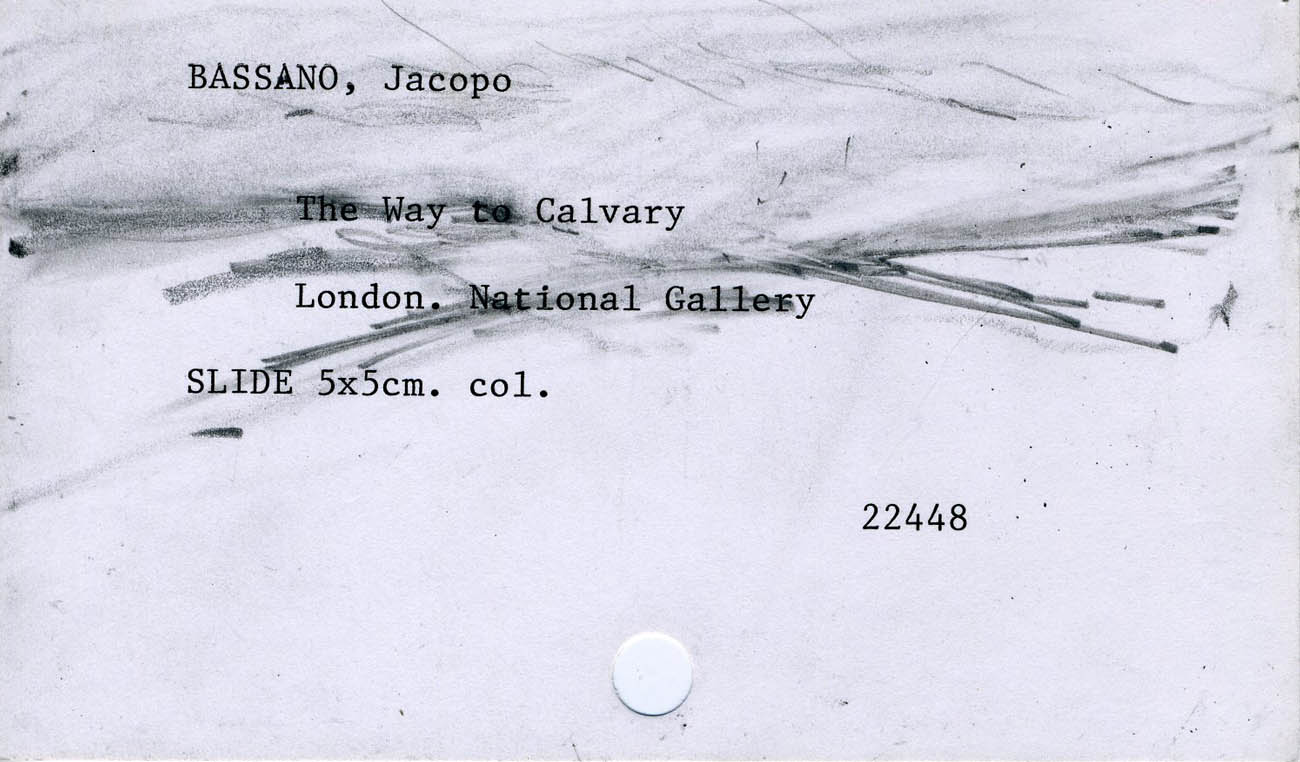 BASSANO, Jacopo
The Way to Calvary
London. National Gallery
SLIDE 5x5cm. col.
22448